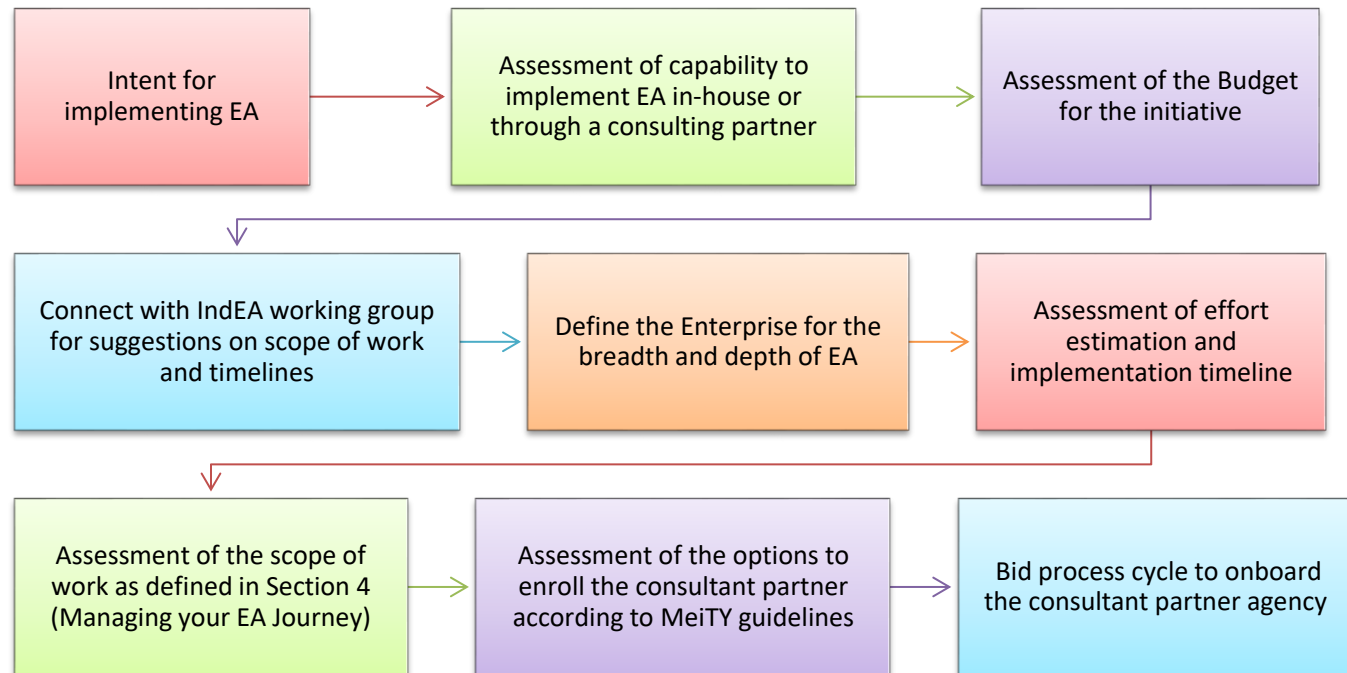 Intent for
implementing EA
Assessment of capability to
implement EA in-house or
through a consulting partner
Assessment of the Budget
for the initiative
Connect with IndEA working group
for suggestions on scope of work
and timelines
Define the Enterprise for the
breadth and depth of EA
Assessment of effort
estimation and
implementation timeline
Assessment of the scope of
work as defined in Section 4
(Managing your EA Journey)
Assessment of the options to
enroll the consultant partner
according to MeiTY guidelines
Bid process cycle to onboard
the consultant partner agency